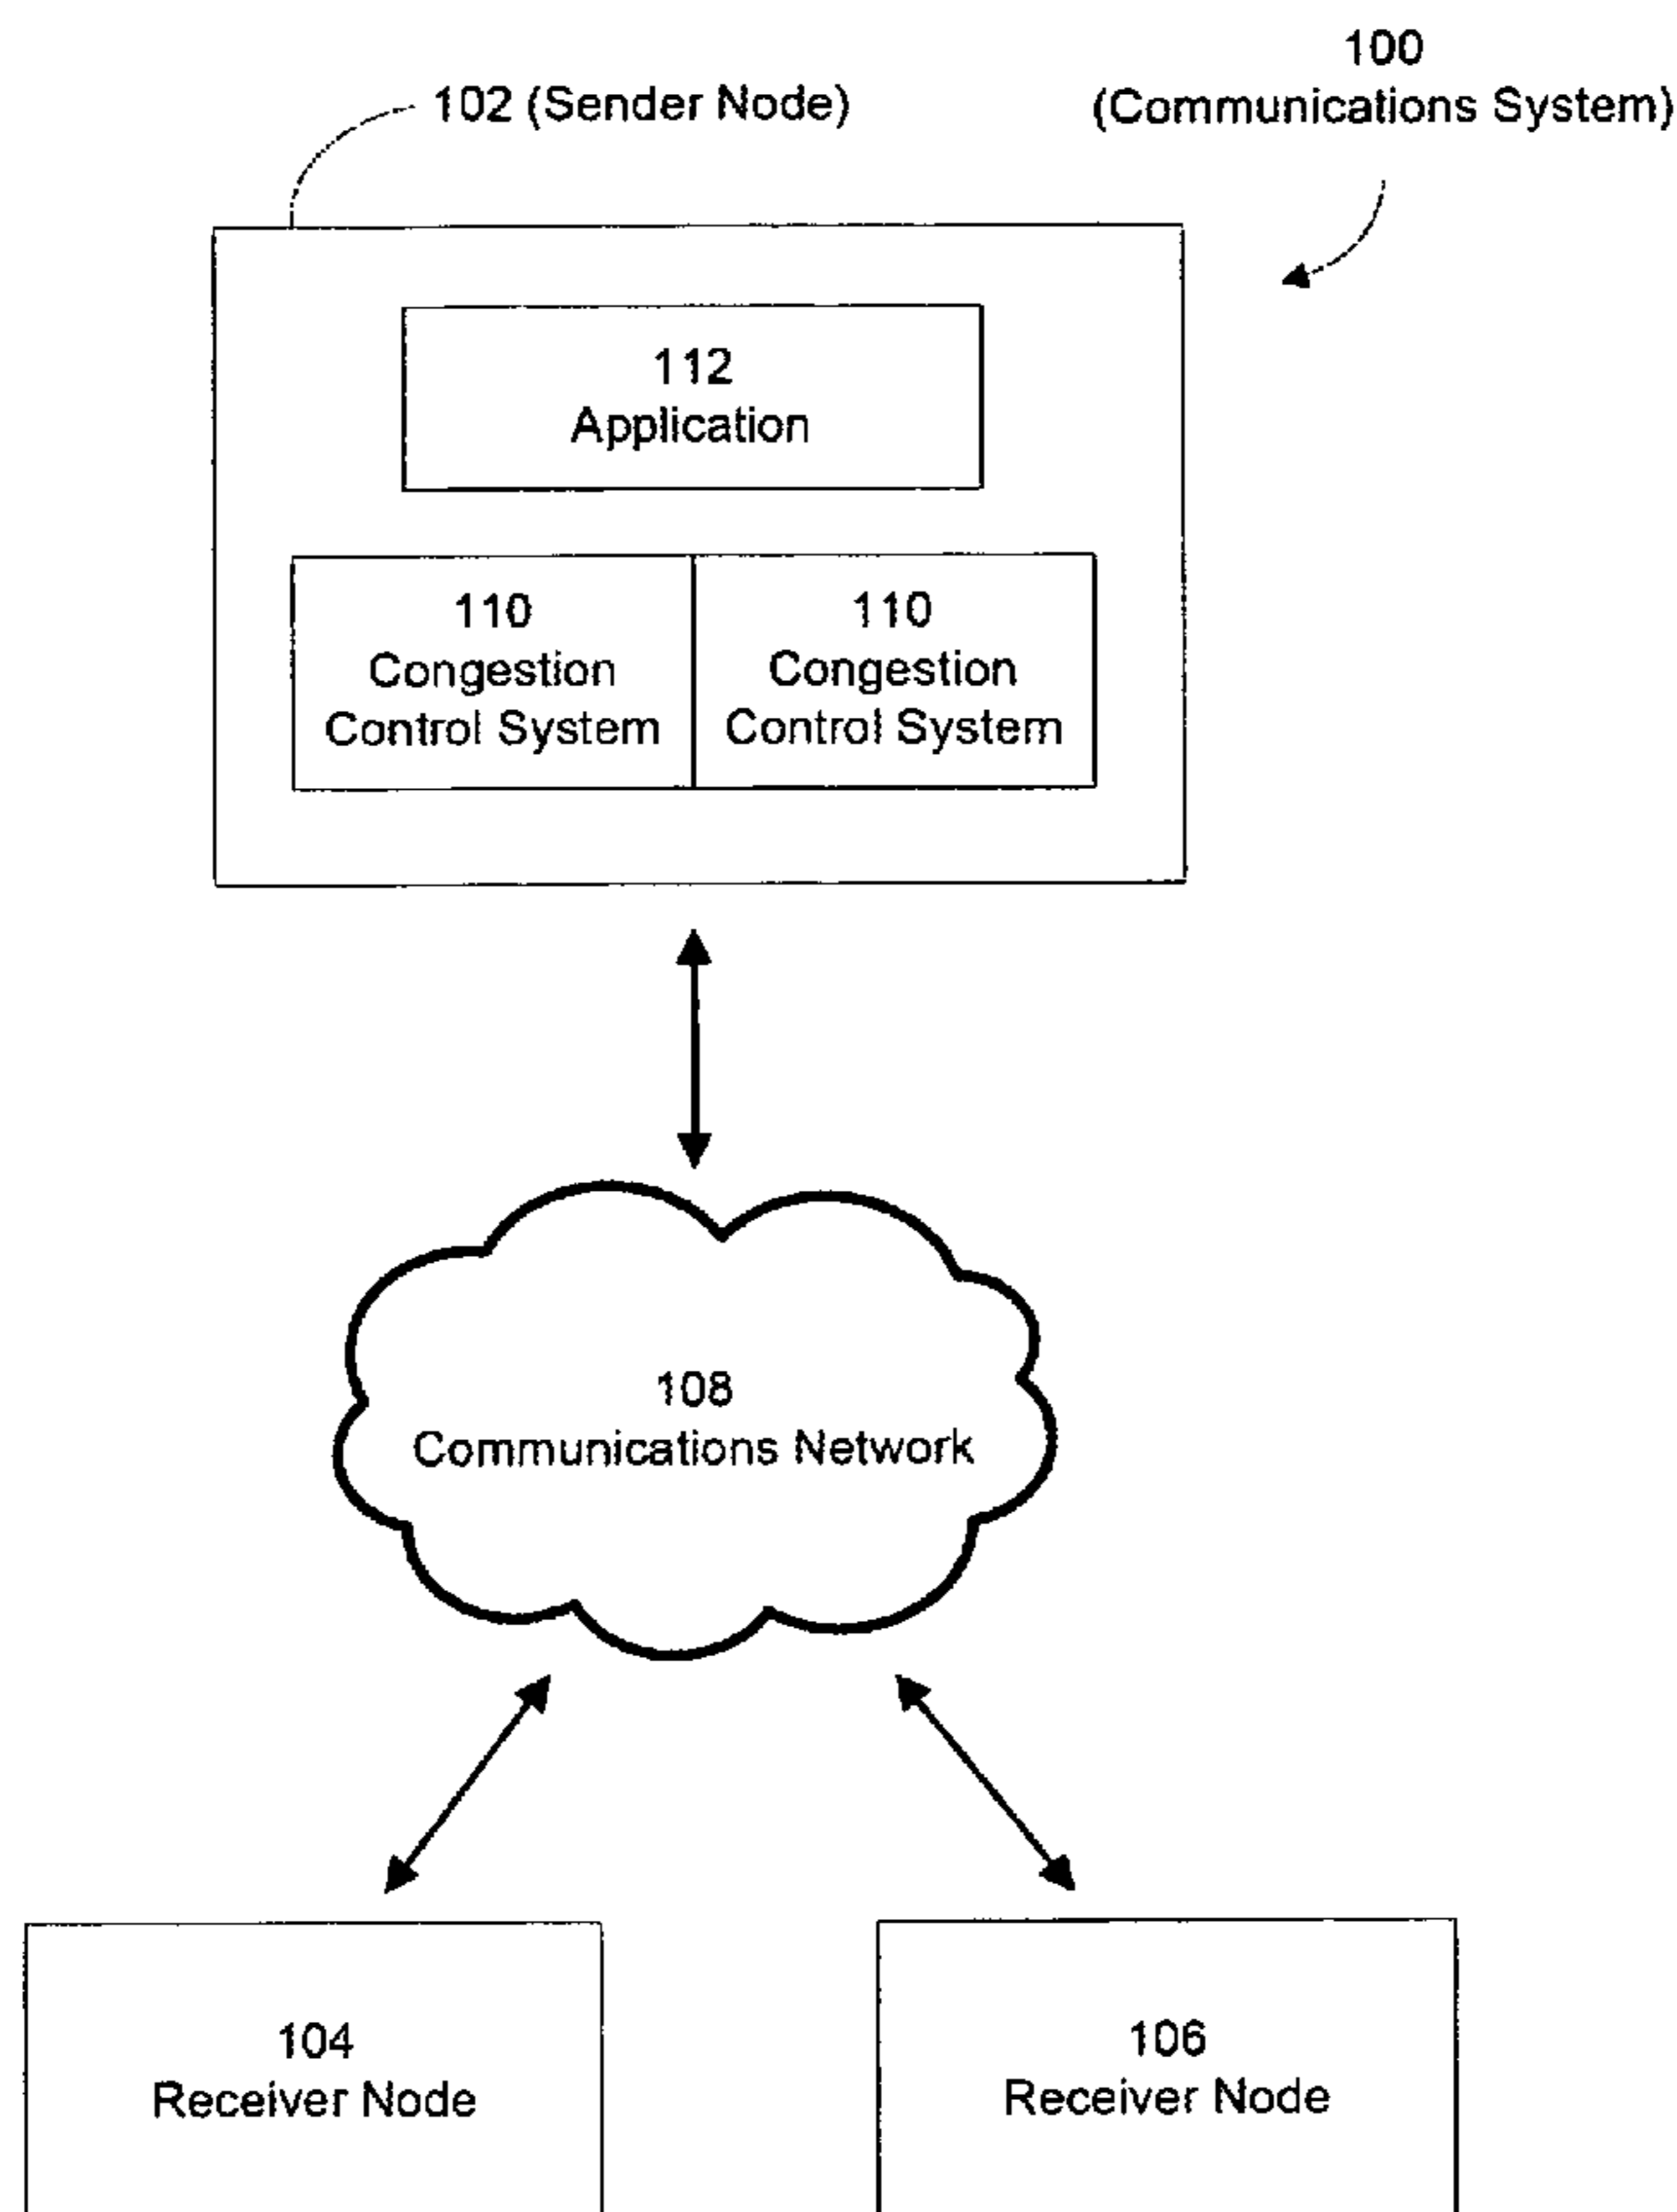 100
(Communications System)
102 (Sender Node)
112
Application
110
Congestion
Control System
110
Congestion
Control System
108
Communications Network
104
Receiver Node
106
Receiver Node